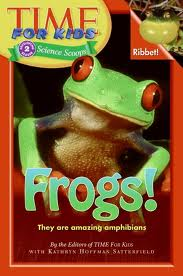 TIME
FOR KIDS
2
Science Scoops
Ribbet!
Frogs!
They are amazing amphibians
By the Editors of TIME FOR KIDS
WITH KATHRYN HOFFMAN SATTERFIELD